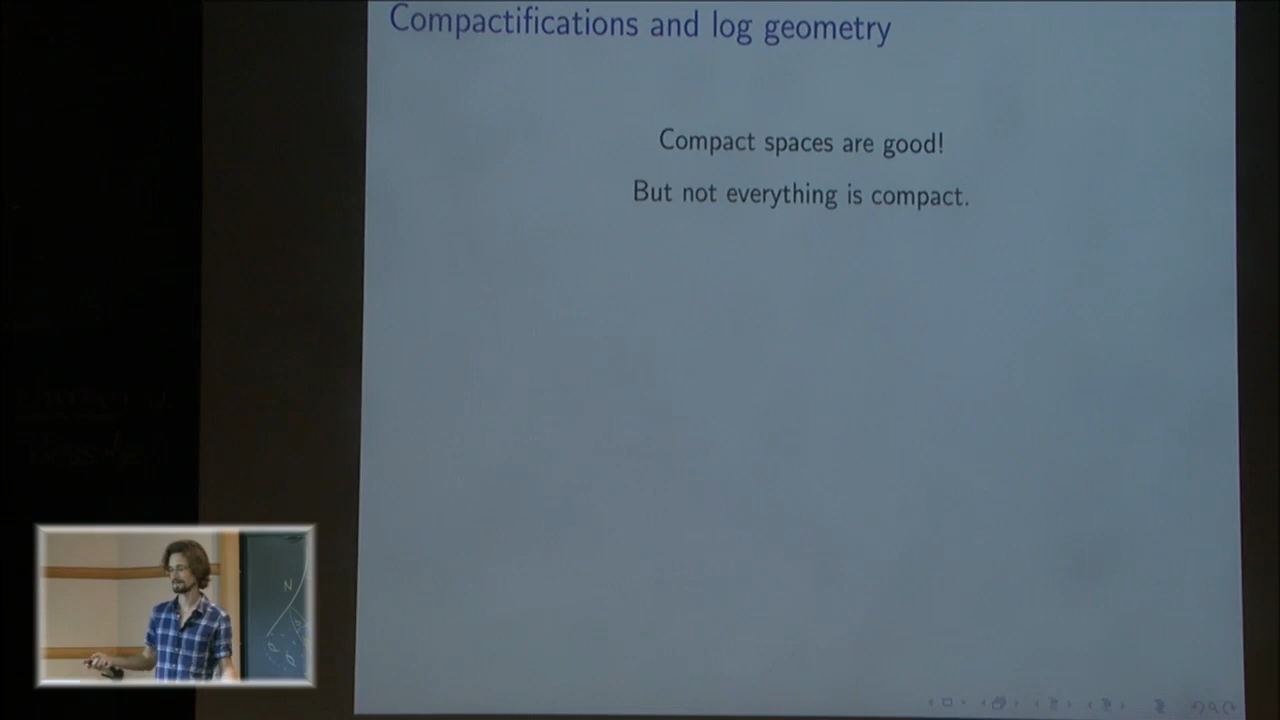 Compactifications and log geometry
Compact spaces are good!
But not everything is compact.